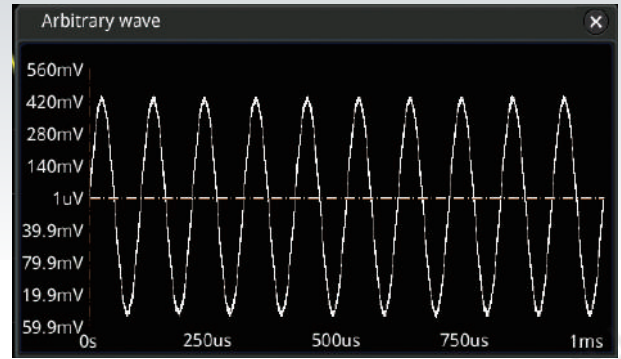 Arbitrary wave
560mV
420mV
280mV
140mV
1uV
39.9mV
79.9mV
19.9mV
59.9mV
0s 250us 500us 750us 1ms